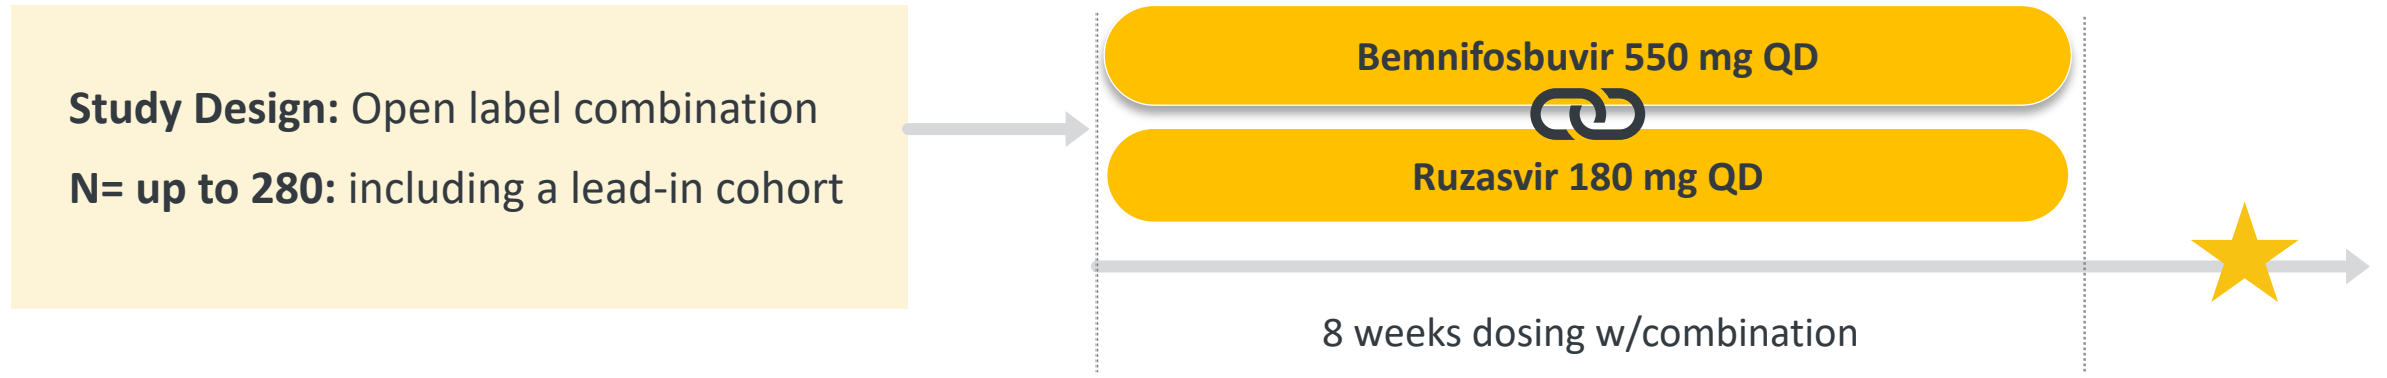 Study Design: Open label combination
N= up to 280: including a lead-in cohort
Bemnifosbuvir 550 mg QD
Ruzasvir 180 mg QD
8 weeks dosing w/combination